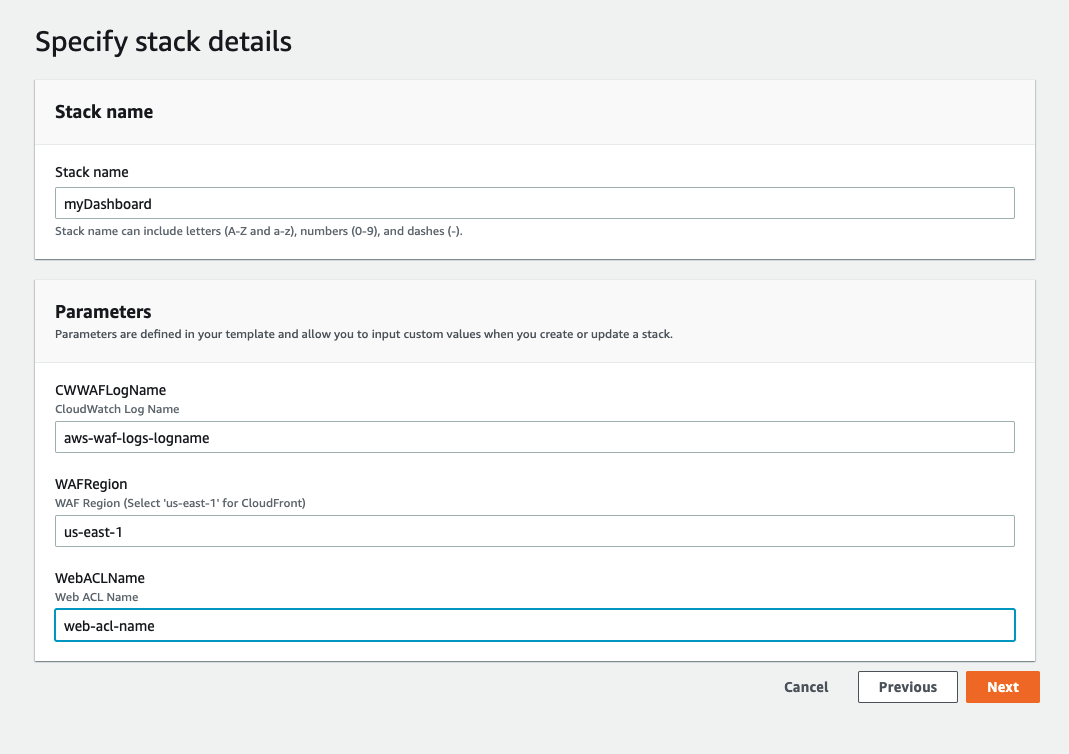 Specify stack details
Stack name
Stack name
myDashboard
Stack name can include letters (A-Z and a-z), numbers (0-9), and dashes (-).
Parameters
Parameters are defined in your template and allow you to input custom values when you create or update a stack.
CWWAFLogName
CloudWatch Log Name
aws-waf-logs-logname
WAFRegion
WAF Region (Select 'us-east-1' for CloudFront)
us-east-1
WebACLName
Web ACL Name
web-acl-name
Cancel Previous Next